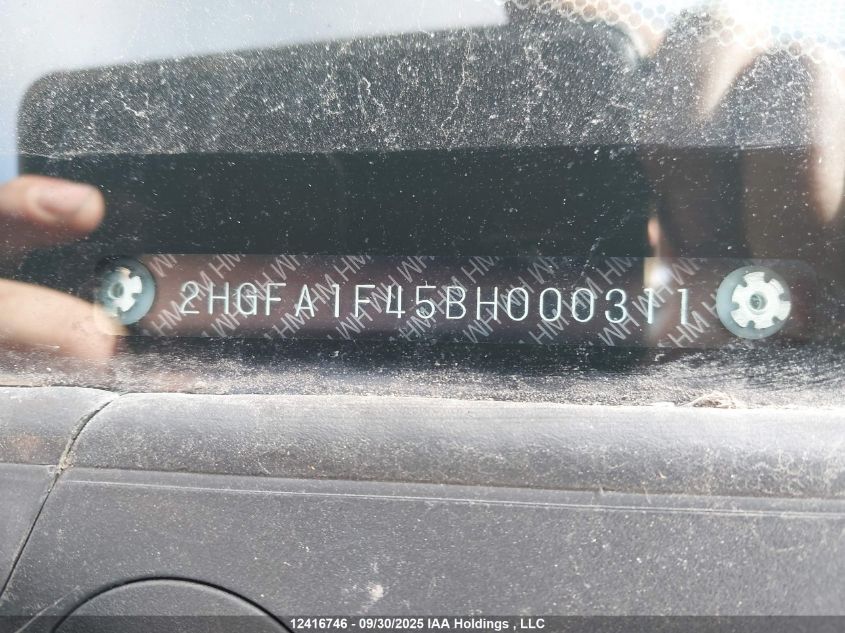 2HGFA1F45BH000311
12416746 - 09/30/2025 IAA Holdings , LLC